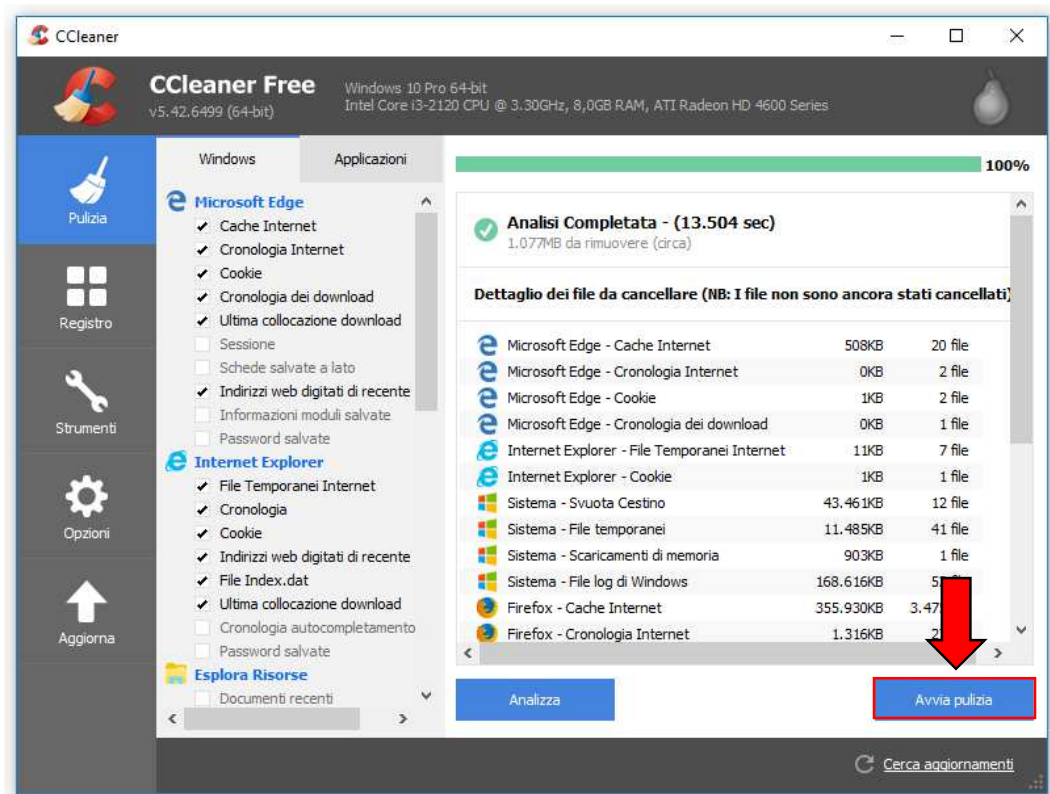 CCleaner
CCleaner Free
v5.42.6499 (64-bit)
Windows 10 Pro 64-bit
Intel Core i3-2120 CPU @ 3.30GHz, 8,0GB RAM, ATI Radeon HD 4600 Series
Pulizia
Registro
Strumenti
Opzioni
Aggiorna
Windows
Applicazioni
Microsoft Edge
Cache Internet
Cronologia Internet
Cookie
Cronologia dei download
Ultima collocazione download
Sessione
Schede salvate a lato
Indirizzi web digitati di recente
Informazioni moduli salvate
Password salvate
Internet Explorer
File Temporanei Internet
Cronologia
Cookie
Indirizzi web digitati di recente
File Index.dat
Ultima collocazione download
Cronologia autocompletamento
Password salvate
Esplora Risorse
Documenti recenti
100%
Analisi Completata - (13.504 sec)
1.077MB da rimuovere (circa)
Dettaglio dei file da cancellare (NB: I file non sono ancora stati cancellati)
Microsoft Edge - Cache Internet 508KB 20 file
Microsoft Edge - Cronologia Internet 0KB 2 file
Microsoft Edge - Cookie 1KB 2 file
Microsoft Edge - Cronologia dei download 0KB 1 file
Internet Explorer - File Temporanei Internet 11KB 7 file
Internet Explorer - Cookie 1KB 1 file
Sistema - Svuota Cestino 43.461KB 12 file
Sistema - File temporanei 11.485KB 41 file
Sistema - Scaricamenti di memoria 903KB 1 file
Sistema - File log di Windows 168.616KB
Firefox - Cache Internet 355.930KB
Firefox - Cronologia Internet 1.316KB
Analizza
Avvia pulizia
Cerca aggiornamenti